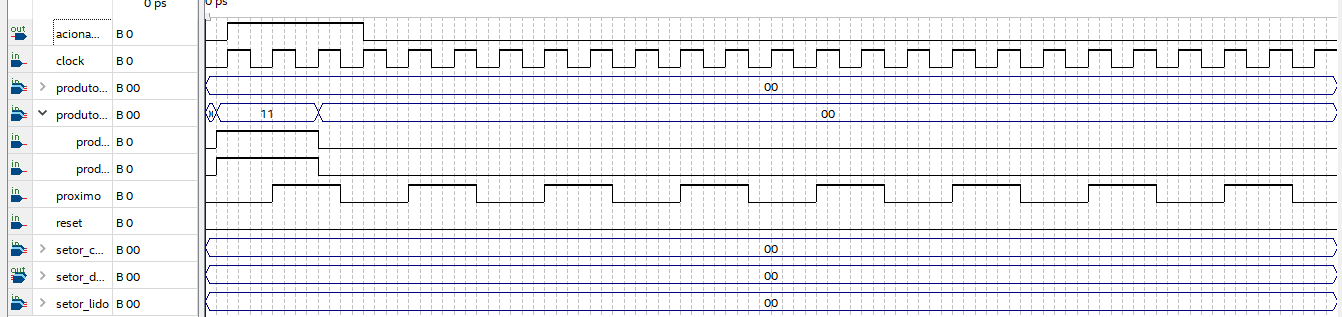 0 ps
0 ps
out aciona... B 0
in clock B 0
in produto... B 00 00
in produto... B 00 11 00
in prod... B 0
in prod... B 0
in proximo B 0
in reset B 0
in setor_c... B 00 00
out setor_d... B 00 00
in setor_lido B 00 00